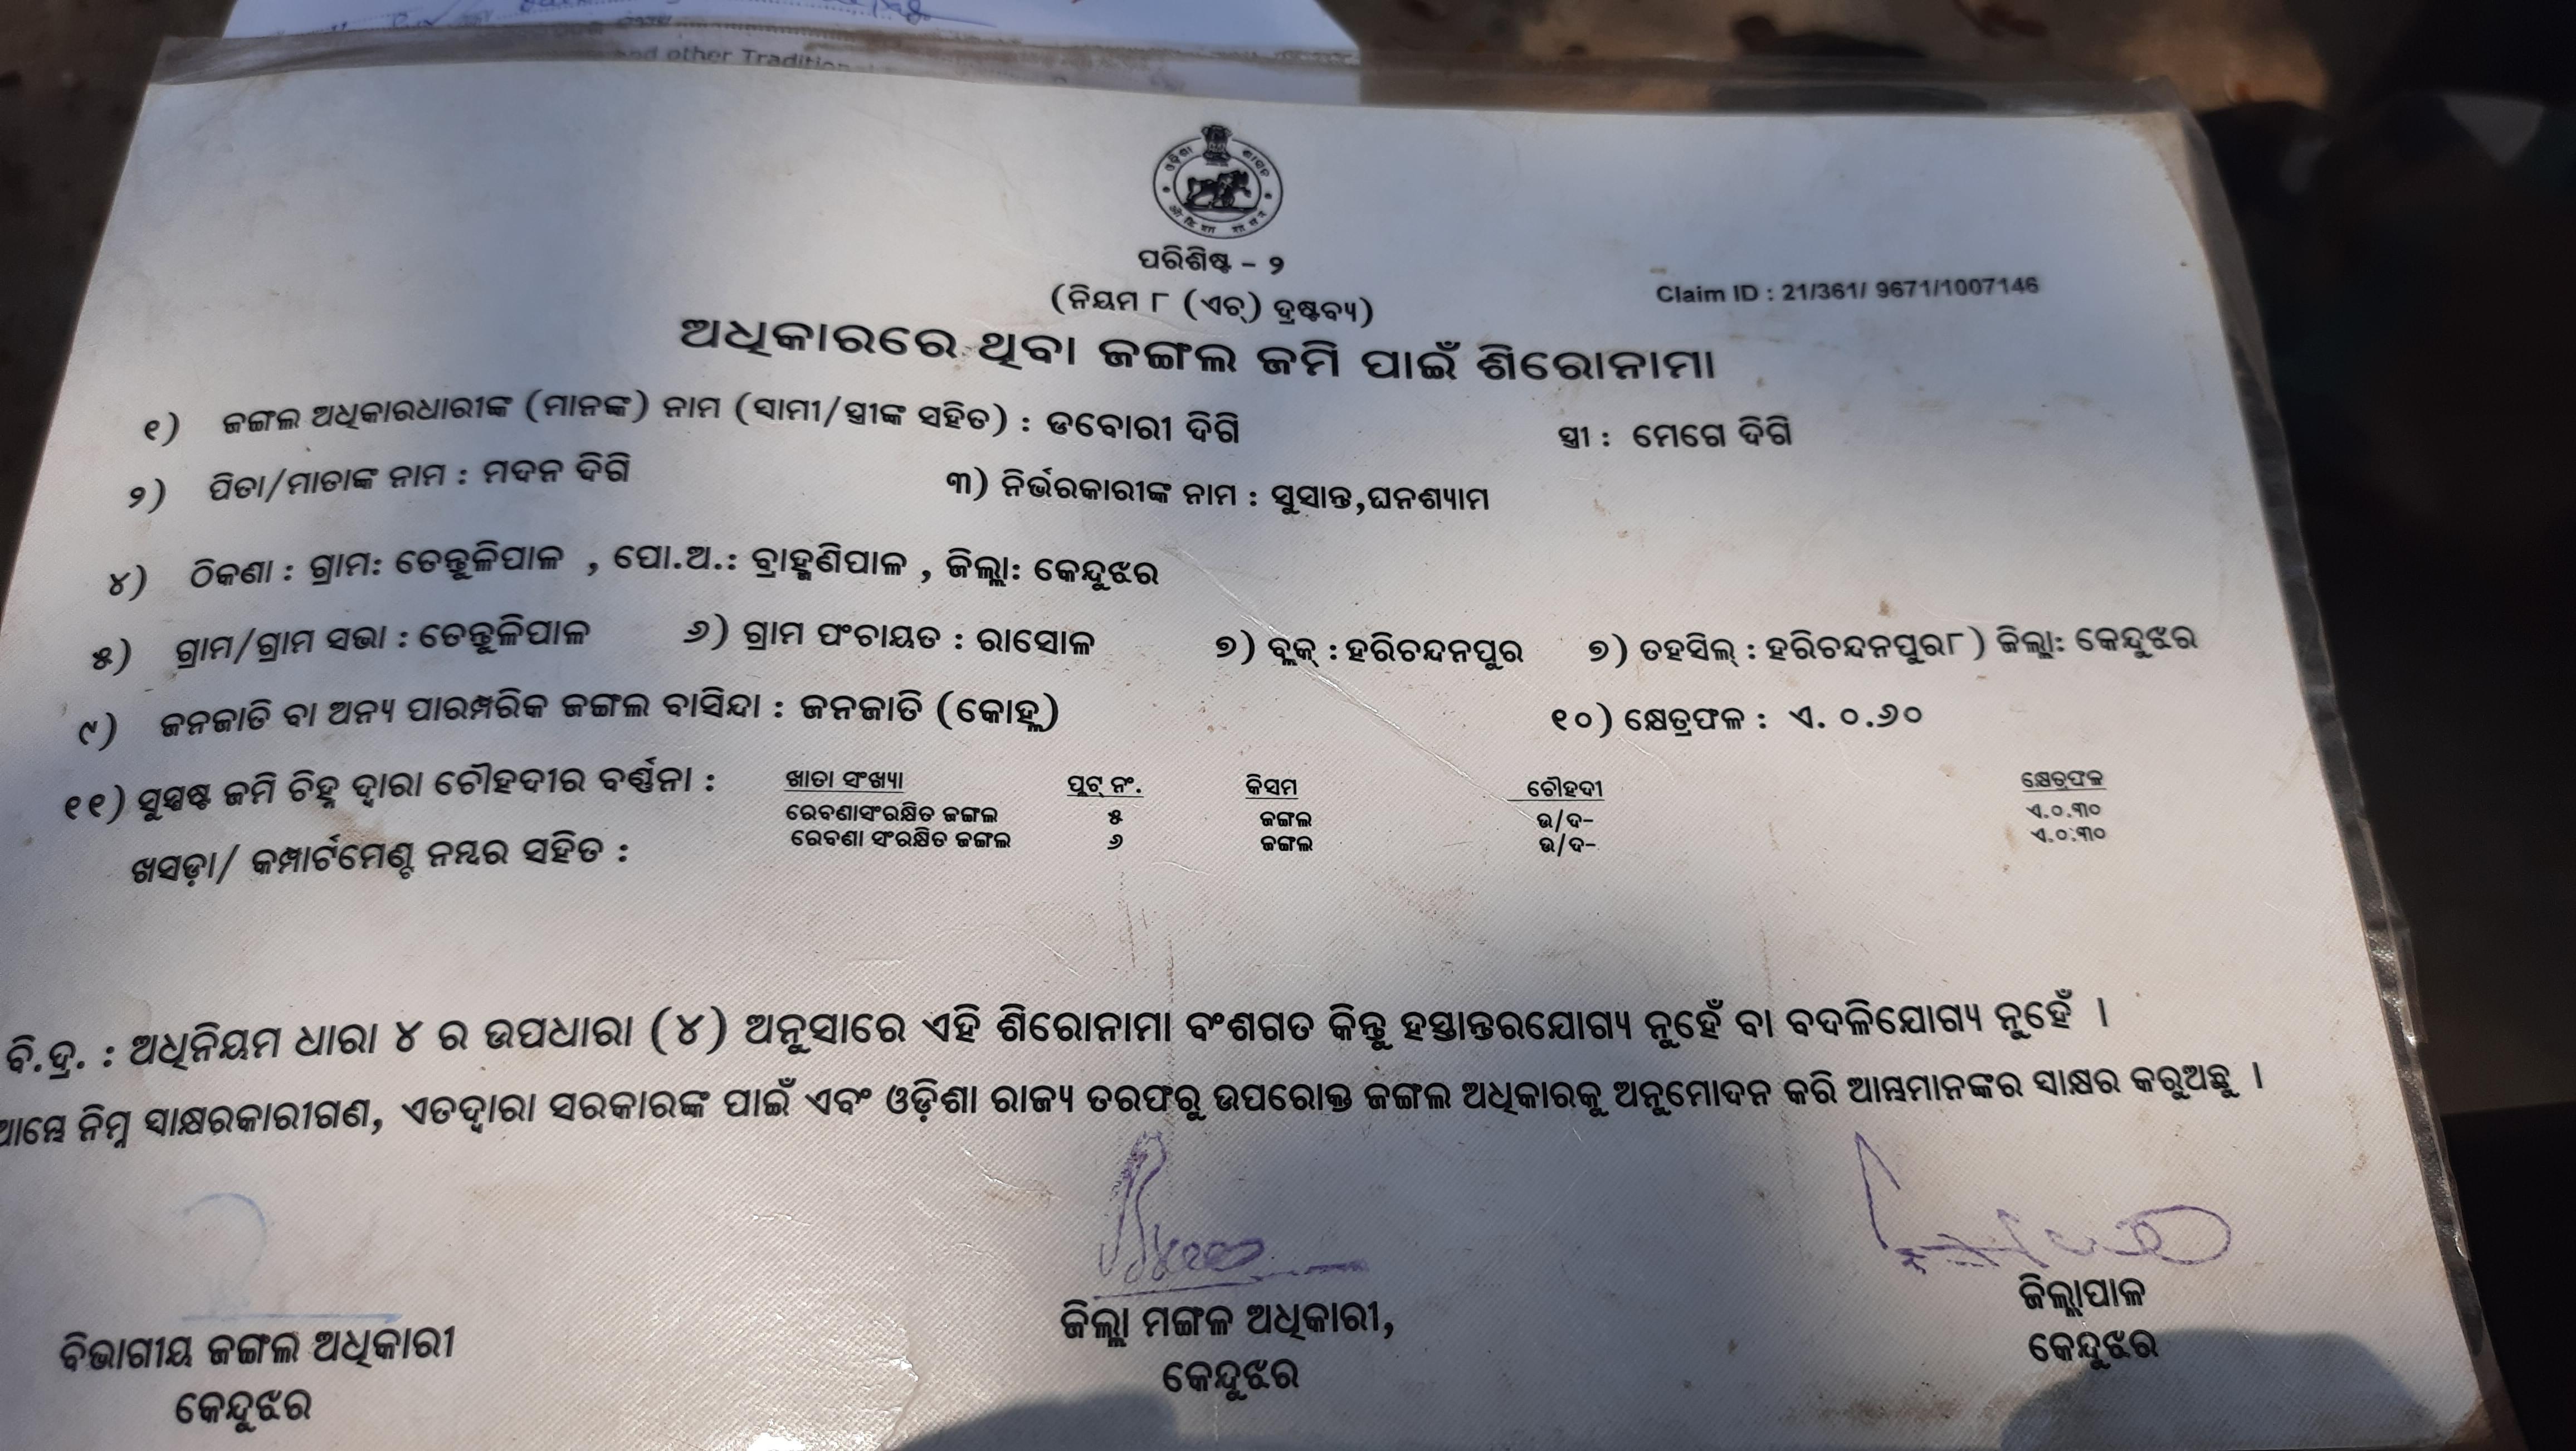 and other Tradition
ପରିଶିଷ୍ଟ - ୨
(ନିୟମ ୮ (ଏଚ୍) ଦ୍ରଷ୍ଟବ୍ୟ)
Claim ID : 21/361/ 9671/1007146
ଅଧିକାରରେ ଥିବା ଜଙ୍ଗଲ ଜମି ପାଇଁ ଶିରୋନାମା
୧) ଜଙ୍ଗଲ ଅଧିକାରଧାରୀଙ୍କ (ମାନଙ୍କ) ନାମ (ସାମୀ/ସ୍ତ୍ରୀଙ୍କ ସହିତ) : ଡବୋରୀ ଦିଗି ସ୍ତ୍ରୀ : ମେଗେ ଦିଗି
୨) ପିତା/ମାତାଙ୍କ ନାମ : ମଦନ ଦିଗି ୩) ନିର୍ଭରକାରୀଙ୍କ ନାମ : ସୁସାନ୍ତ,ଘନଶ୍ୟାମ
୪) ଠିକଣା : ଗ୍ରାମ: ତେନ୍ତୁଳିପାଳ , ପୋ.ଅ.: ବ୍ରାହ୍ମଣିପାଳ , ଜିଲ୍ଲା: କେନ୍ଦୁଝର
୫) ଗ୍ରାମ/ଗ୍ରାମ ସଭା : ତେନ୍ତୁଳିପାଳ ୬) ଗ୍ରାମ ପଂଚାୟତ : ରାସୋଳ ୭) ବ୍ଲକ୍ : ହରିଚନ୍ଦନପୁର ୭) ତହସିଲ୍ : ହରିଚନ୍ଦନପୁର ୮) ଜିଲ୍ଲା: କେନ୍ଦୁଝର
୯) ଜନଜାତି ବା ଅନ୍ୟ ପାରମ୍ପରିକ ଜଙ୍ଗଲ ବାସିନ୍ଦା : ଜନଜାତି (କୋହ୍ଲ) ୧୦) କ୍ଷେତ୍ରଫଳ : ଏ. ୦.୬୦
୧୧) ସୁସ୍ପଷ୍ଟ ଜମି ଚିହ୍ନ ଦ୍ୱାରା ଚୌହଦୀର ବର୍ଣ୍ଣନା : ଖାତା ସଂଖ୍ୟା ପ୍ଲଟ୍ ନଂ. କିସମ ଚୌହଦୀ କ୍ଷେତ୍ରଫଳ
ରେବଣାସଂରକ୍ଷିତ ଜଙ୍ଗଲ ୫ ଜଙ୍ଗଲ ଉ/ଦ- ଏ.୦.୩୦
ରେବଣା ସଂରକ୍ଷିତ ଜଙ୍ଗଲ ୬ ଜଙ୍ଗଲ ଉ/ଦ- ଏ.୦.୩୦
ଖସଡ଼ା/ କମ୍ପାର୍ଟମେଣ୍ଟ ନମ୍ବର ସହିତ :
ବି.ଦ୍ର. : ଅଧିନିୟମ ଧାରା ୪ ର ଉପଧାରା (୪) ଅନୁସାରେ ଏହି ଶିରୋନାମା ବଂଶଗତ କିନ୍ତୁ ହସ୍ତାନ୍ତରଯୋଗ୍ୟ ନୁହେଁ ବା ବଦଳିଯୋଗ୍ୟ ନୁହେଁ ।
ଆମ୍ଭେ ନିମ୍ନ ସାକ୍ଷରକାରୀଗଣ, ଏତଦ୍ୱାରା ସରକାରଙ୍କ ପାଇଁ ଏବଂ ଓଡ଼ିଶା ରାଜ୍ୟ ତରଫରୁ ଉପରୋକ୍ତ ଜଙ୍ଗଲ ଅଧିକାରକୁ ଅନୁମୋଦନ କରି ଆମ୍ଭମାନଙ୍କର ସାକ୍ଷର କରୁଅଛୁ ।
ବିଭାଗୀୟ ଜଙ୍ଗଲ ଅଧିକାରୀ
କେନ୍ଦୁଝର
ଜିଲ୍ଲା ମଙ୍ଗଳ ଅଧିକାରୀ,
କେନ୍ଦୁଝର
ଜିଲ୍ଲାପାଳ
କେନ୍ଦୁଝର